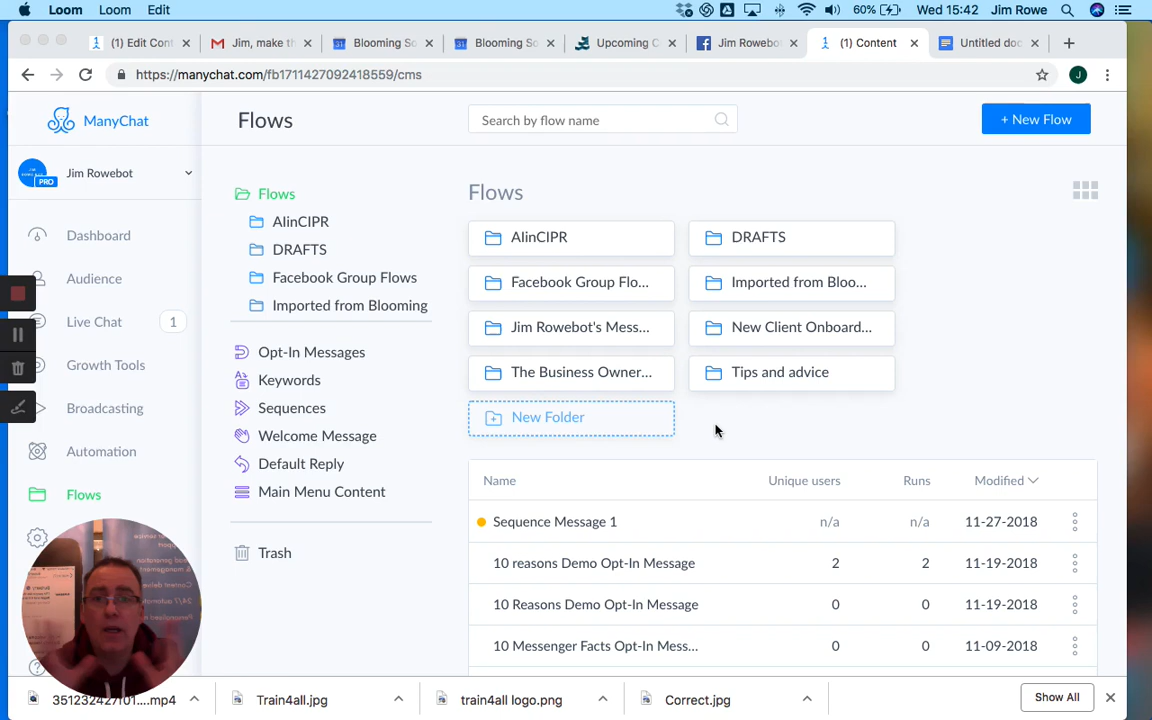 Loom Loom Edit 60% Wed 15:42 Jim Rowe
(1) Edit Cont Jim, make th Blooming So Blooming So Upcoming C Jim Rowebot (1) Content Untitled doc
https://manychat.com/fb1711427092418559/cms J
ManyChat
Flows
Search by flow name
+ New Flow
Jim Rowebot
PRO
Dashboard
Audience
Live Chat 1
Growth Tools
Broadcasting
Automation
Flows
Flows
AlinCIPR
DRAFTS
Facebook Group Flows
Imported from Blooming
Opt-In Messages
Keywords
Sequences
Welcome Message
Default Reply
Main Menu Content
Trash
Flows
AlinCIPR DRAFTS
Facebook Group Flo... Imported from Bloo...
Jim Rowebot's Mess... New Client Onboard...
The Business Owner... Tips and advice
New Folder
Name Unique users Runs Modified
Sequence Message 1 n/a n/a 11-27-2018
10 reasons Demo Opt-In Message 2 2 11-19-2018
10 Reasons Demo Opt-In Message 0 0 11-19-2018
10 Messenger Facts Opt-In Mess... 0 0 11-09-2018
Train4all.jpg train4all logo.png Correct.jpg Show All